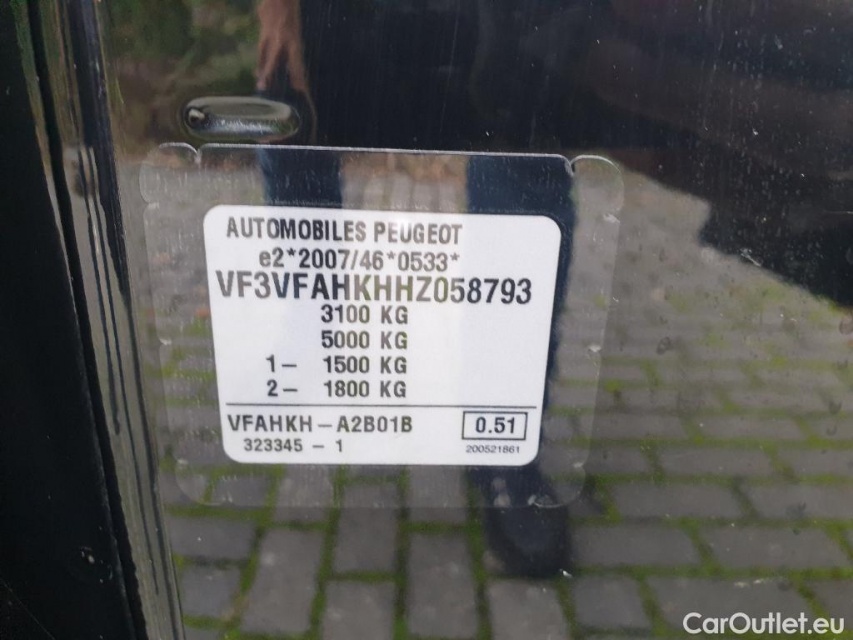 AUTOMOBILES PEUGEOT
e2*2007/46*0533*
VF3VFAHKHHZ058793
3100 KG
5000 KG
1- 1500 KG
2- 1800 KG
VFAHKH-A2B01B 0.51
323345-1 200521861
CarOutlet.eu